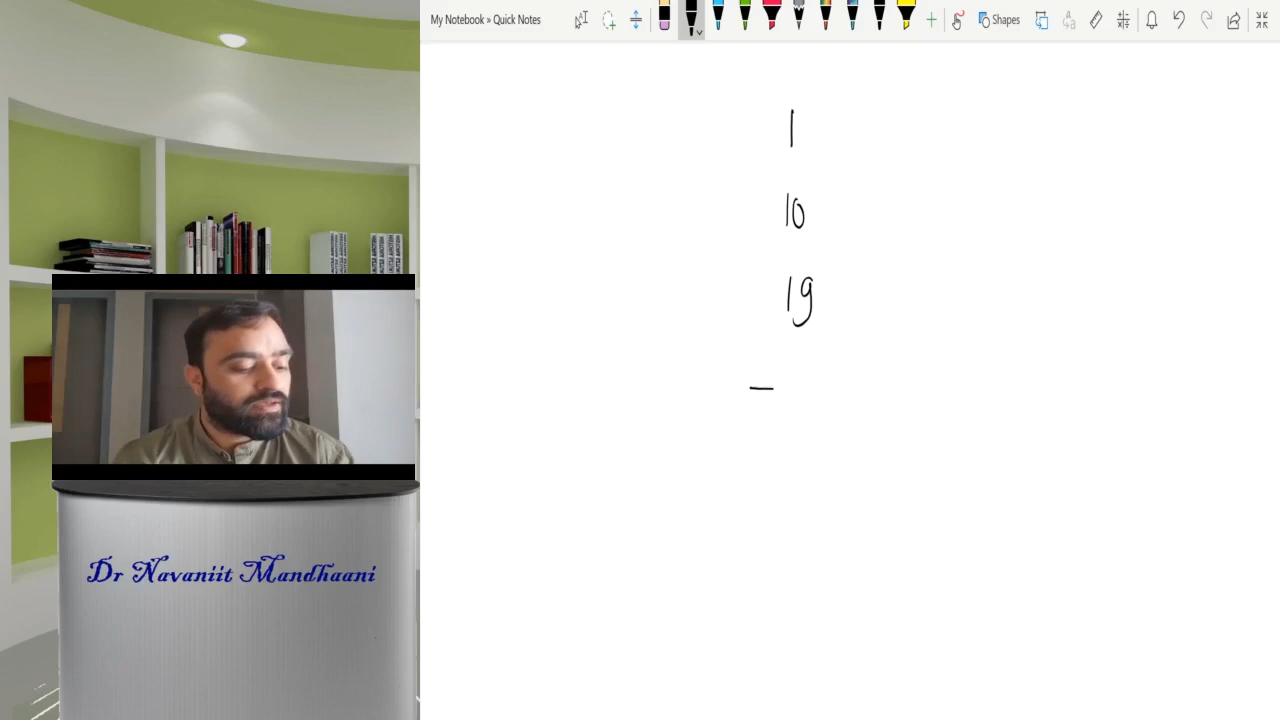 My Notebook » Quick Notes
Shapes
1
10
19
—
Dr Navaniit Mandhaani